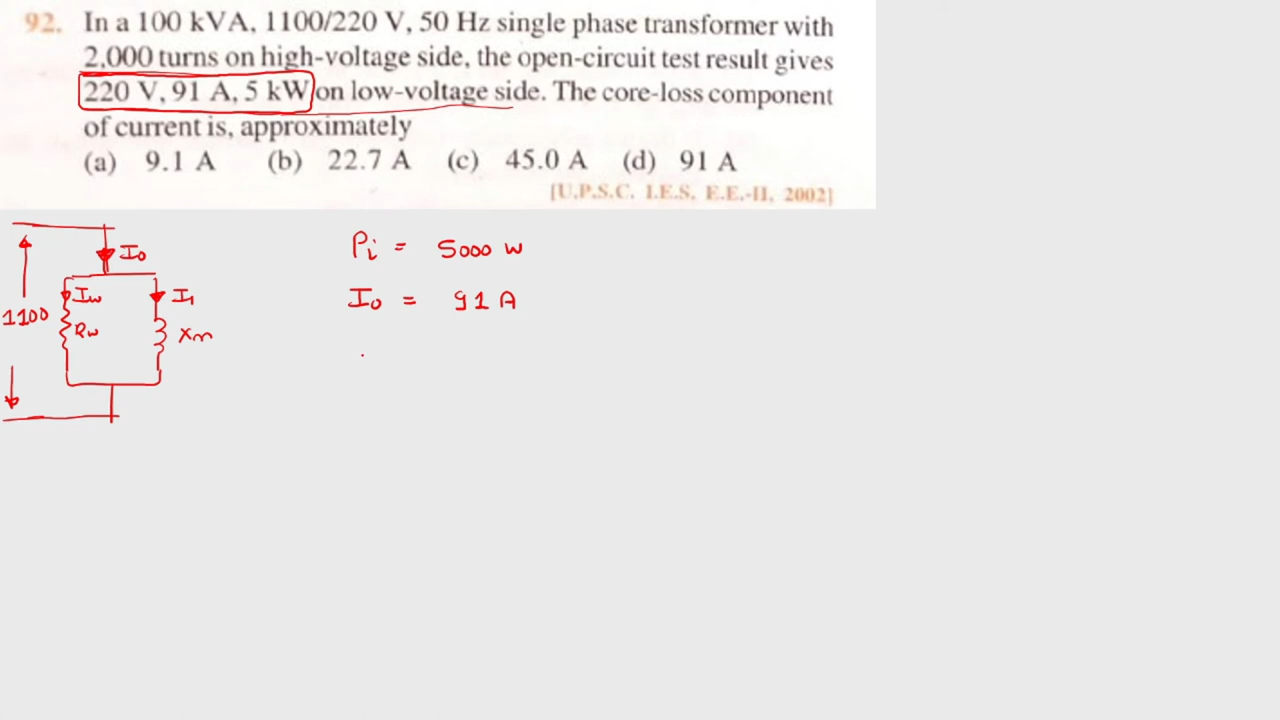 92. In a 100 kVA, 1100/220 V, 50 Hz single phase transformer with
2,000 turns on high-voltage side, the open-circuit test result gives
220 V, 91 A, 5 kW on low-voltage side. The core-loss component
of current is, approximately
(a) 9.1 A (b) 22.7 A (c) 45.0 A (d) 91 A
[U.P.S.C. I.E.S. E.E.-II, 2002]
I0
Pi = 5000 W
Iw I1
I0 = 91 A
1100
Rw Xm